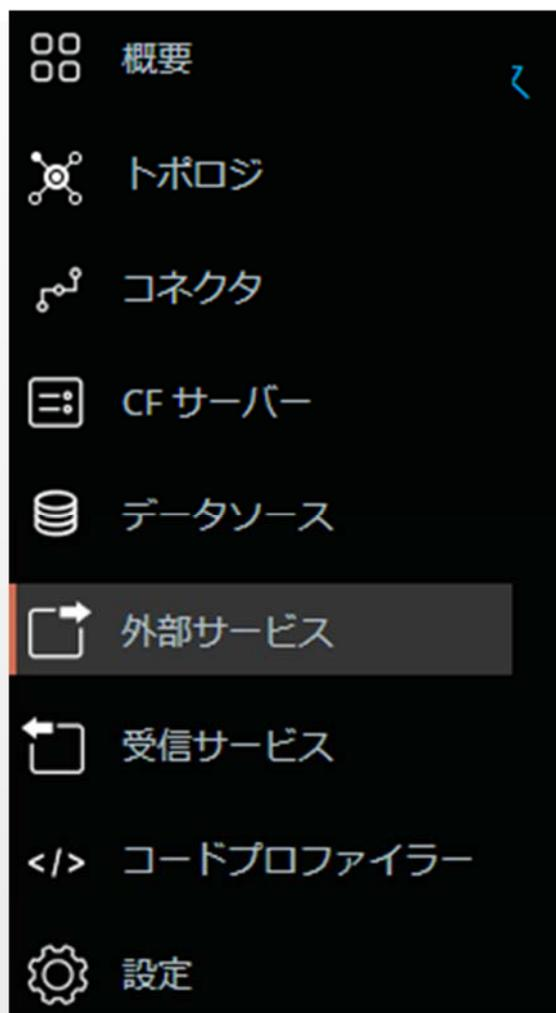 概要
トポロジ
コネクタ
CF サーバー
データソース
外部サービス
受信サービス
コードプロファイラー
設定